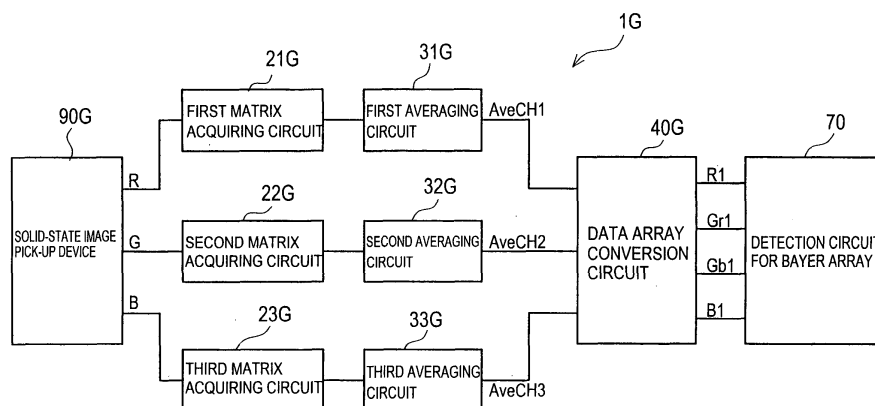 1G
21G
31G
FIRST MATRIX
ACQUIRING CIRCUIT
FIRST AVERAGING
CIRCUIT
AveCH1
90G
40G
70
R
R1
22G
32G
Gr1
SOLID-STATE IMAGE
PICK-UP DEVICE
G
SECOND MATRIX
ACQUIRING CIRCUIT
SECOND AVERAGING
CIRCUIT
AveCH2
DATA ARRAY
CONVERSION
CIRCUIT
DETECTION CIRCUIT
FOR BAYER ARRAY
Gb1
B
B1
23G
33G
THIRD MATRIX
ACQUIRING CIRCUIT
THIRD AVERAGING
CIRCUIT
AveCH3